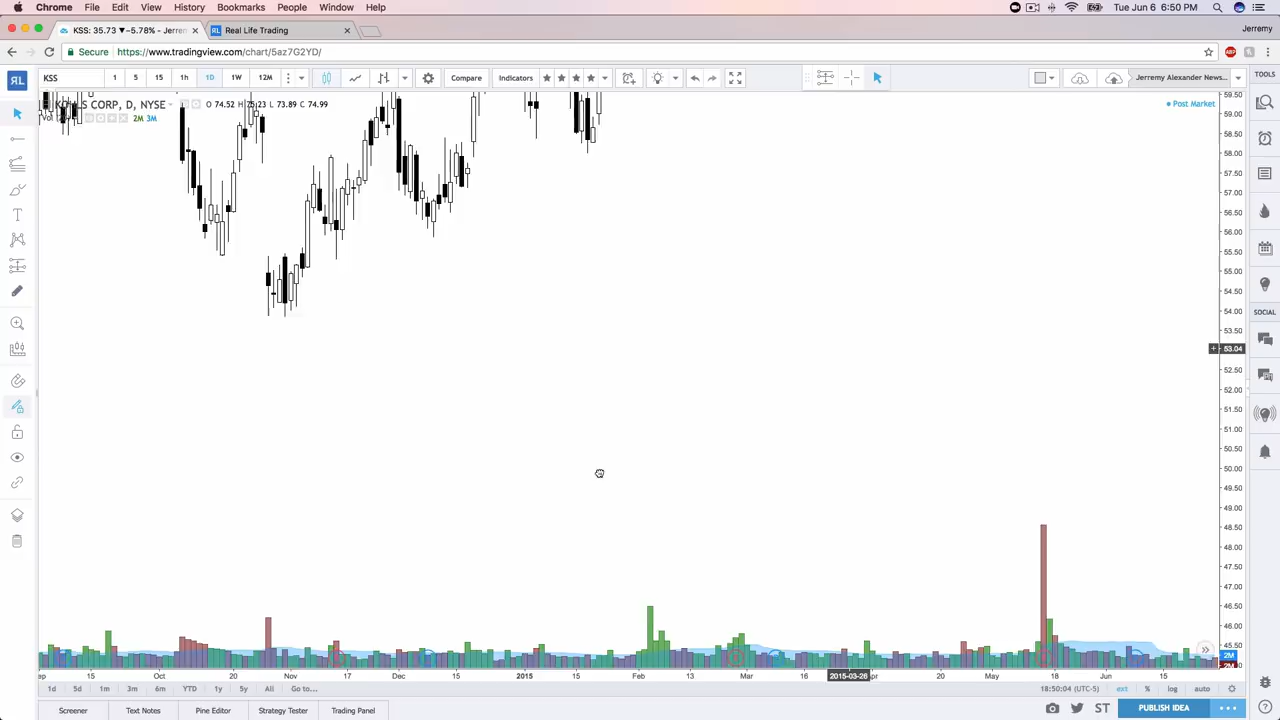 Chrome File Edit View History Bookmarks People Window Help Tue Jun 6 6:50 PM
KSS: 35.73 ▼−5.78% - Jerrem × Real Life Trading × Jerremy
Secure https://www.tradingview.com/chart/5az7G2YD/
RL KSS 1 5 15 1h 1D 1W 12M Compare Indicators Jerremy Alexander News... TOOLS
CORP, D, NYSE O 74.52 H 75.23 L 73.89 C 74.99 Post Market
2M 3M
59.50
59.00
58.50
58.00
57.50
57.00
56.50
56.00
55.50
55.00
54.50
54.00
53.50
53.04
52.50
52.00
51.50
51.00
50.50
50.00
49.50
49.00
48.50
48.00
47.50
47.00
46.50
46.00
45.50
2M
SOCIAL
15 Oct 20 Nov 17 Dec 15 2015 13 Feb Mar 16 2015-03-26 20 May 18 Jun 15
1d 5d 1m 3m 6m YTD 1y 5y All Go to... 18:50:04 (UTC-5) ext % log auto
Screener Text Notes Pine Editor Strategy Tester Trading Panel ST PUBLISH IDEA